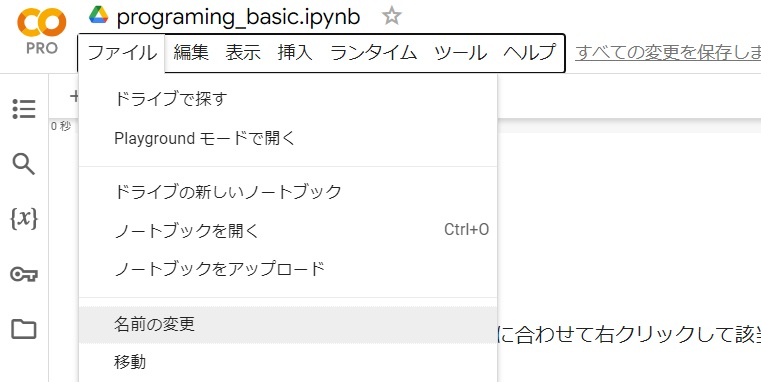 programing_basic.ipynb
PRO
ファイル 編集 表示 挿入 ランタイム ツール ヘルプ すべての変更を保存しま
ドライブで探す
0 秒
Playground モードで開く
ドライブの新しいノートブック
{x}
ノートブックを開く Ctrl+O
ノートブックをアップロード
名前の変更
に合わせて右クリックして該当
移動